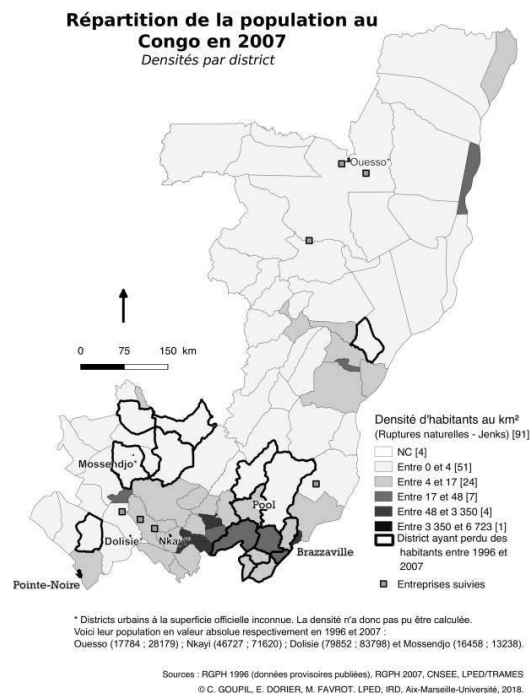 Répartition de la population au
Congo en 2007
Densités par district
Ouesso*
0 75 150 km
Densité d'habitants au km²
(Ruptures naturelles - Jenks) [91]
NC [4]
Entre 0 et 4 [51]
Entre 4 et 17 [24]
Entre 17 et 48 [7]
Entre 48 et 3 350 [4]
Entre 3 350 et 6 723 [1]
District ayant perdu des
habitants entre 1996 et
2007
Entreprises suivies
Mossendjo*
Pool
Dolisie*
Nkayi
Brazzaville
Pointe-Noire
* Districts urbains à la superficie officielle inconnue. La densité n'a donc pas pu être calculée.
Voici leur population en valeur absolue respectivement en 1996 et 2007 :
Ouesso (17784 ; 28179) ; Nkayi (46727 ; 71620) ; Dolisie (79852 ; 83798) et Mossendjo (16458 ; 13238).
Sources : RGPH 1996 (données provisoires publiées), RGPH 2007, CNSEE, LPED/TRAMES
© C. GOUPIL, E. DORIER, M. FAVROT. LPED, IRD, Aix-Marseille-Université, 2018.